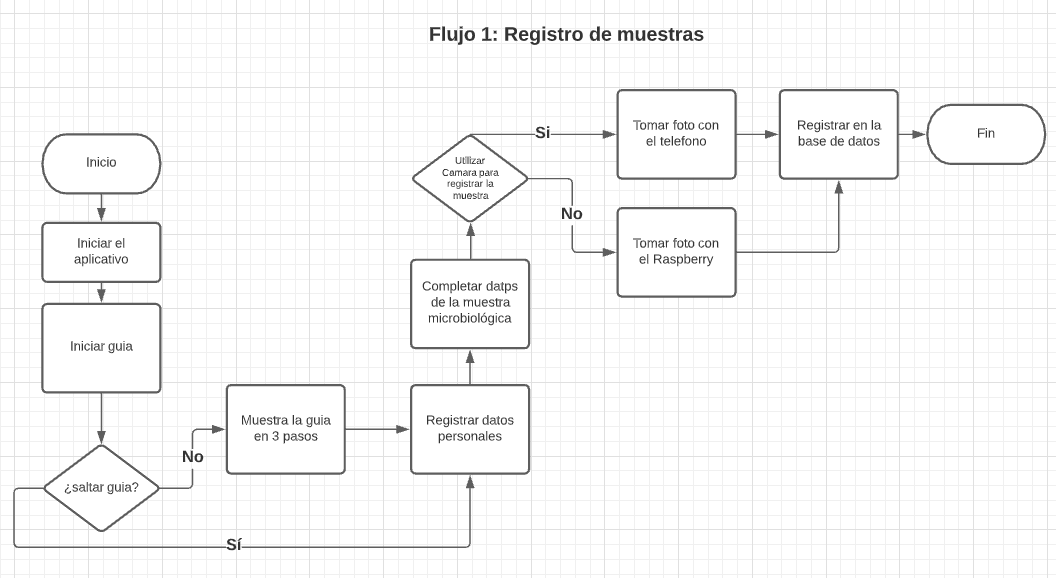 Flujo 1: Registro de muestras
Inicio
Iniciar el
aplicativo
Iniciar guia
¿saltar guia?
No
Sí
Muestra la guia
en 3 pasos
Registrar datos
personales
Completar datps
de la muestra
microbiológica
Utilizar
Camara para
registrar la
muestra
Si
No
Tomar foto con
el telefono
Tomar foto con
el Raspberry
Registrar en la
base de datos
Fin